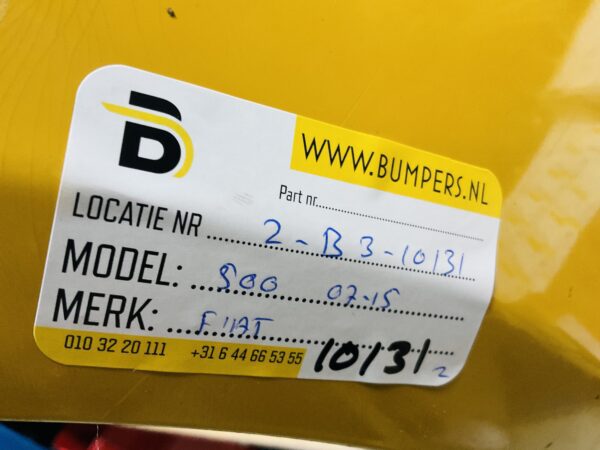 B
WWW.BUMPERS.NL
Part nr.
LOCATIE NR 2-B3-10131
MODEL: 500 07-15
MERK: FIAT
010 32 20 111 +31 6 44 66 53 55 10131 2